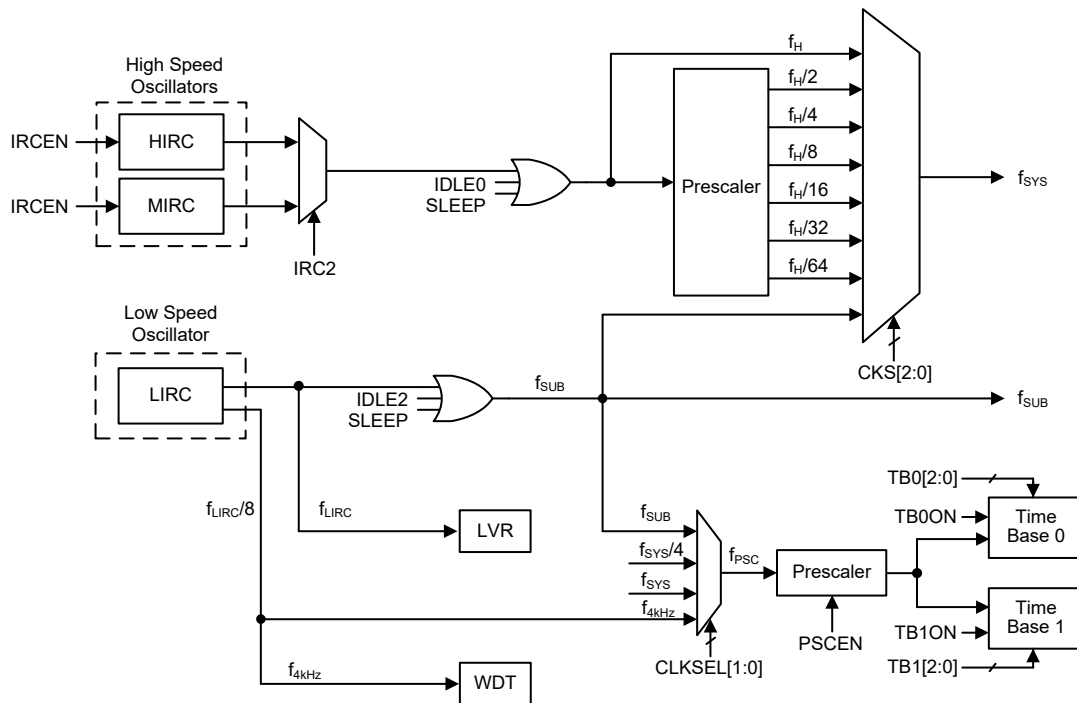 High Speed
Oscillators
IRCEN
HIRC
IRCEN
MIRC
IRC2
IDLE0
SLEEP
Prescaler
fH
fH/2
fH/4
fH/8
fH/16
fH/32
fH/64
CKS[2:0]
fSYS
Low Speed
Oscillator
LIRC
IDLE2
SLEEP
fSUB
fSUB
fLIRC/8
fLIRC
LVR
fSUB
fSYS/4
fSYS
f4kHz
CLKSEL[1:0]
fPSC
Prescaler
PSCEN
TB0[2:0]
TB0ON
Time
Base 0
Time
Base 1
TB1ON
TB1[2:0]
f4kHz
WDT